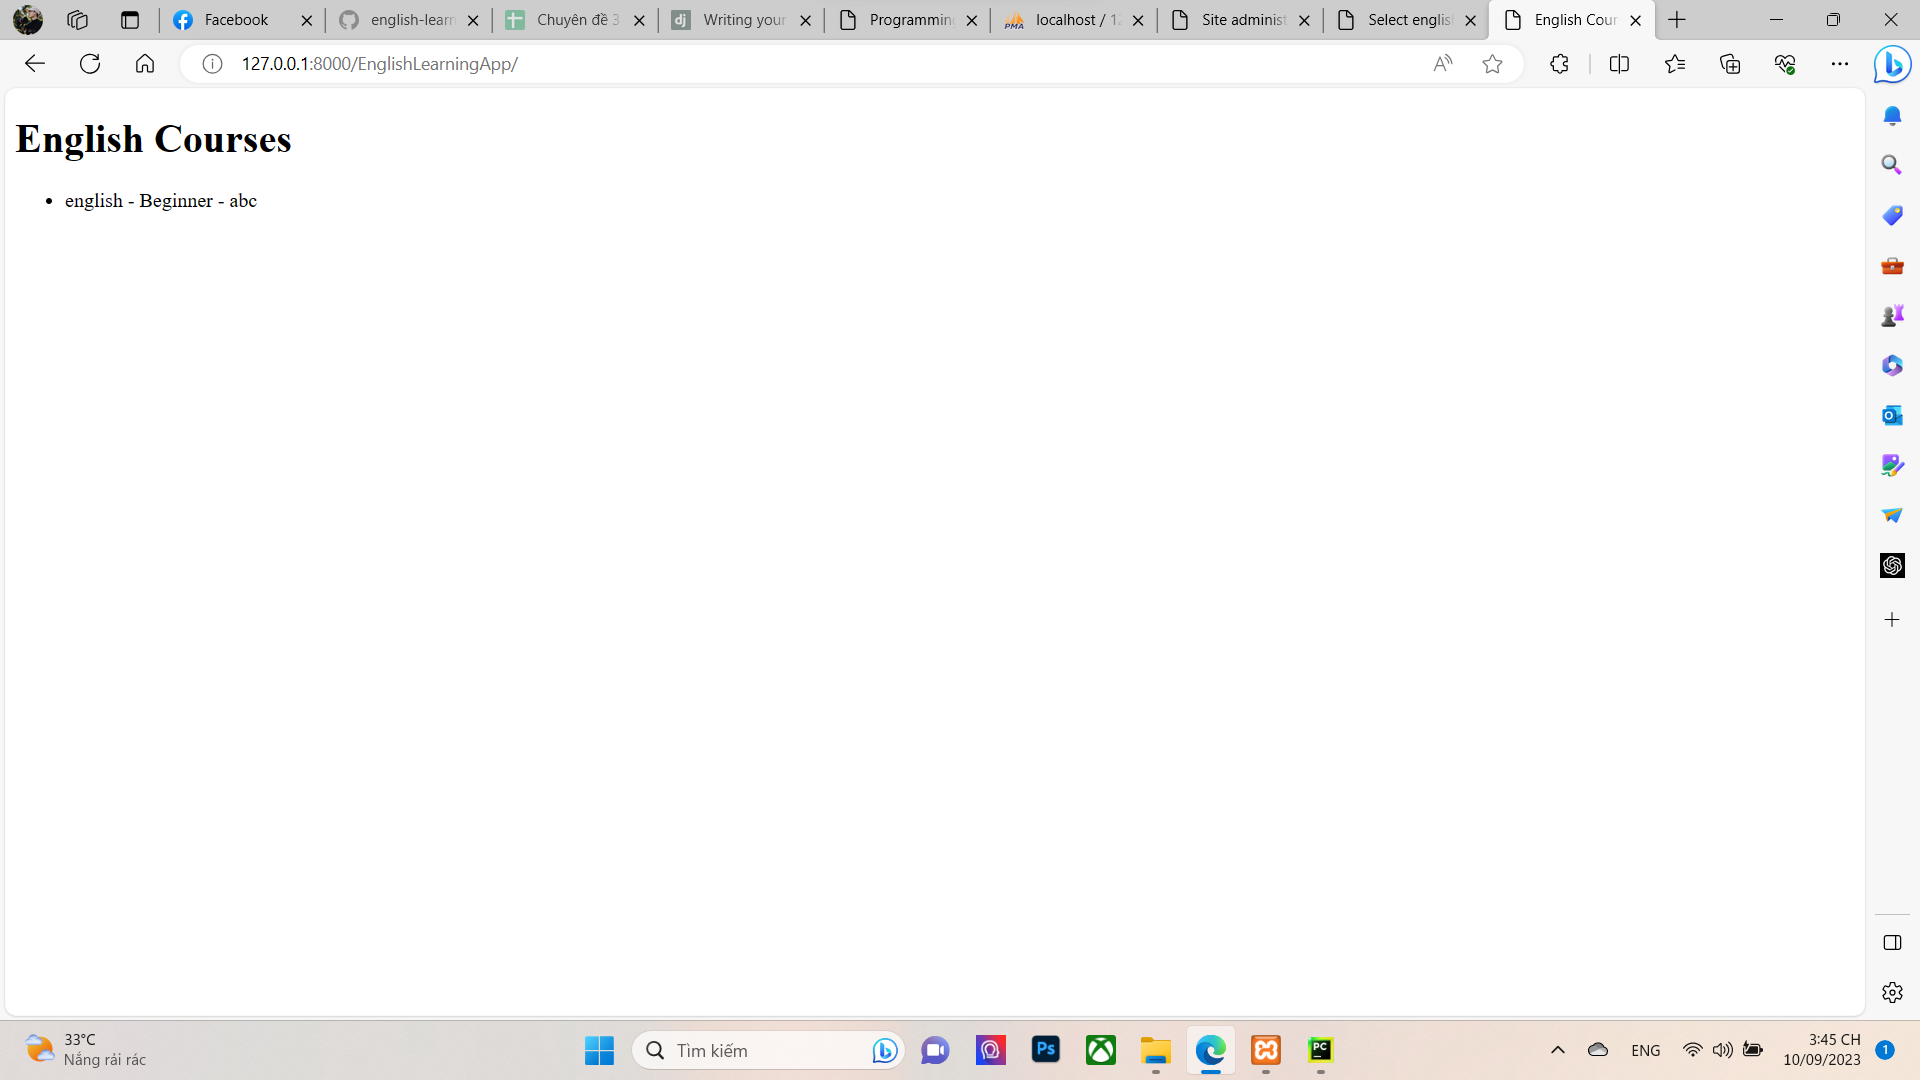 Facebook
english-learn
Chuyên đề 3
Writing your
Programming
localhost / 12
Site administ
Select englis
English Cour
127.0.0.1:8000/EnglishLearningApp/
English Courses
• english - Beginner - abc
33°C
Nắng rải rác
Tìm kiếm
ENG
3:45 CH
10/09/2023
1